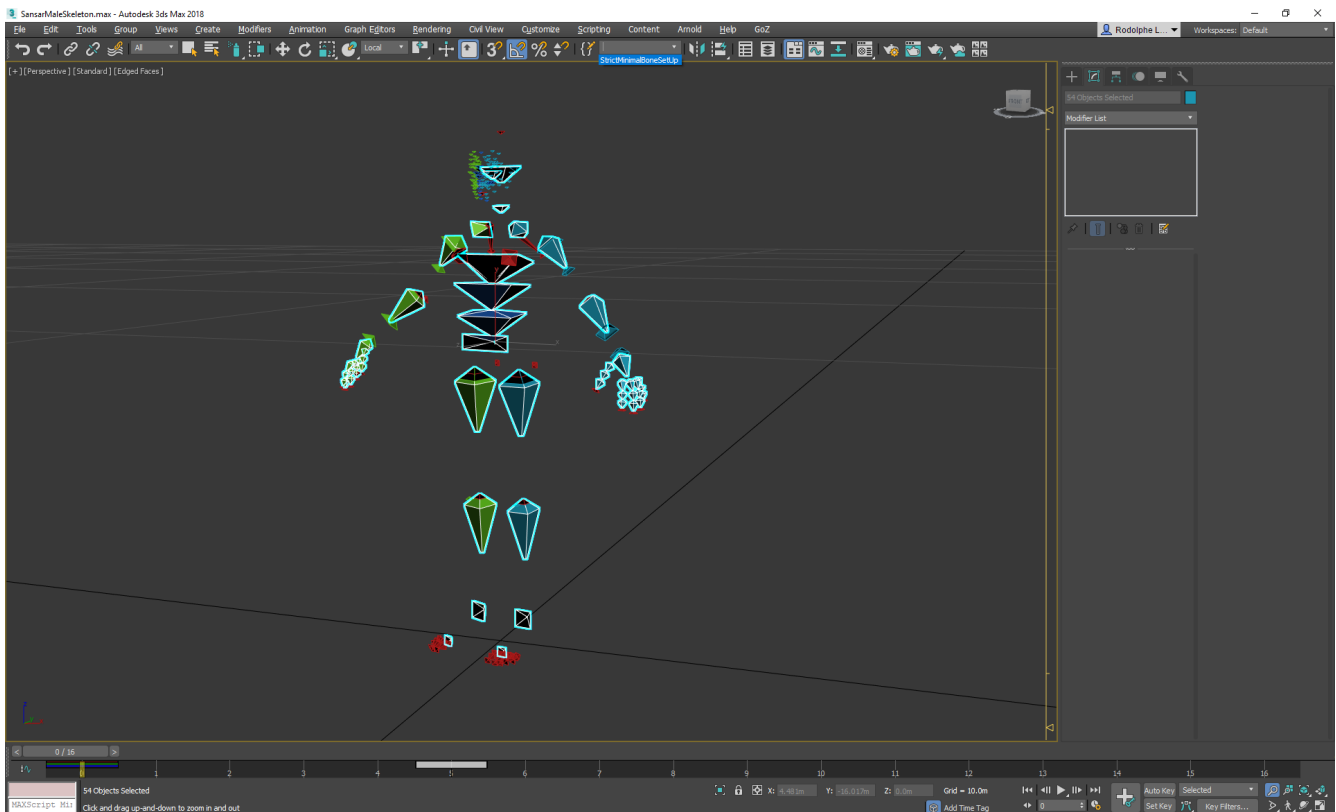 SansarMaleSkeleton.max - Autodesk 3ds Max 2018
File Edit Tools Group Views Create Modifiers Animation Graph Editors Rendering Civil View Customize Scripting Content Arnold Help GoZ
Rodolphe L...
Workspaces: Default
All
Local
StrictMinimalBoneSetUp
[+] [Perspective ] [Standard ] [Edged Faces ]
54 Objects Selected
Modifier List
0 / 16
1 2 3 4 5 6 7 8 9 10 11 12 13 14 15 16
54 Objects Selected
X: 4.481m Y: -16.017m Z: 0.0m
Grid = 10.0m
Auto Key Selected
MAXScript Mi
Click and drag up-and-down to zoom in and out
Add Time Tag
0
Set Key
Key Filters...